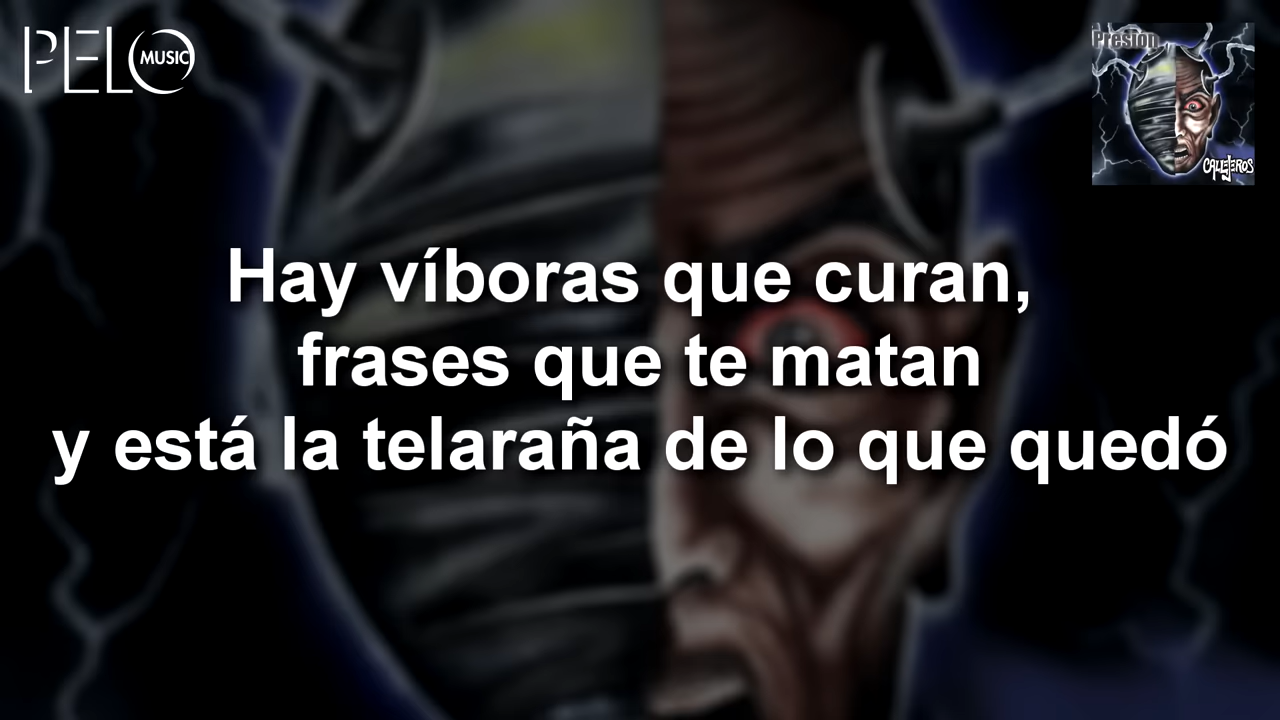 PELO MUSIC
Presión
CALLEJEROS
Hay víboras que curan,
frases que te matan
y está la telaraña de lo que quedó